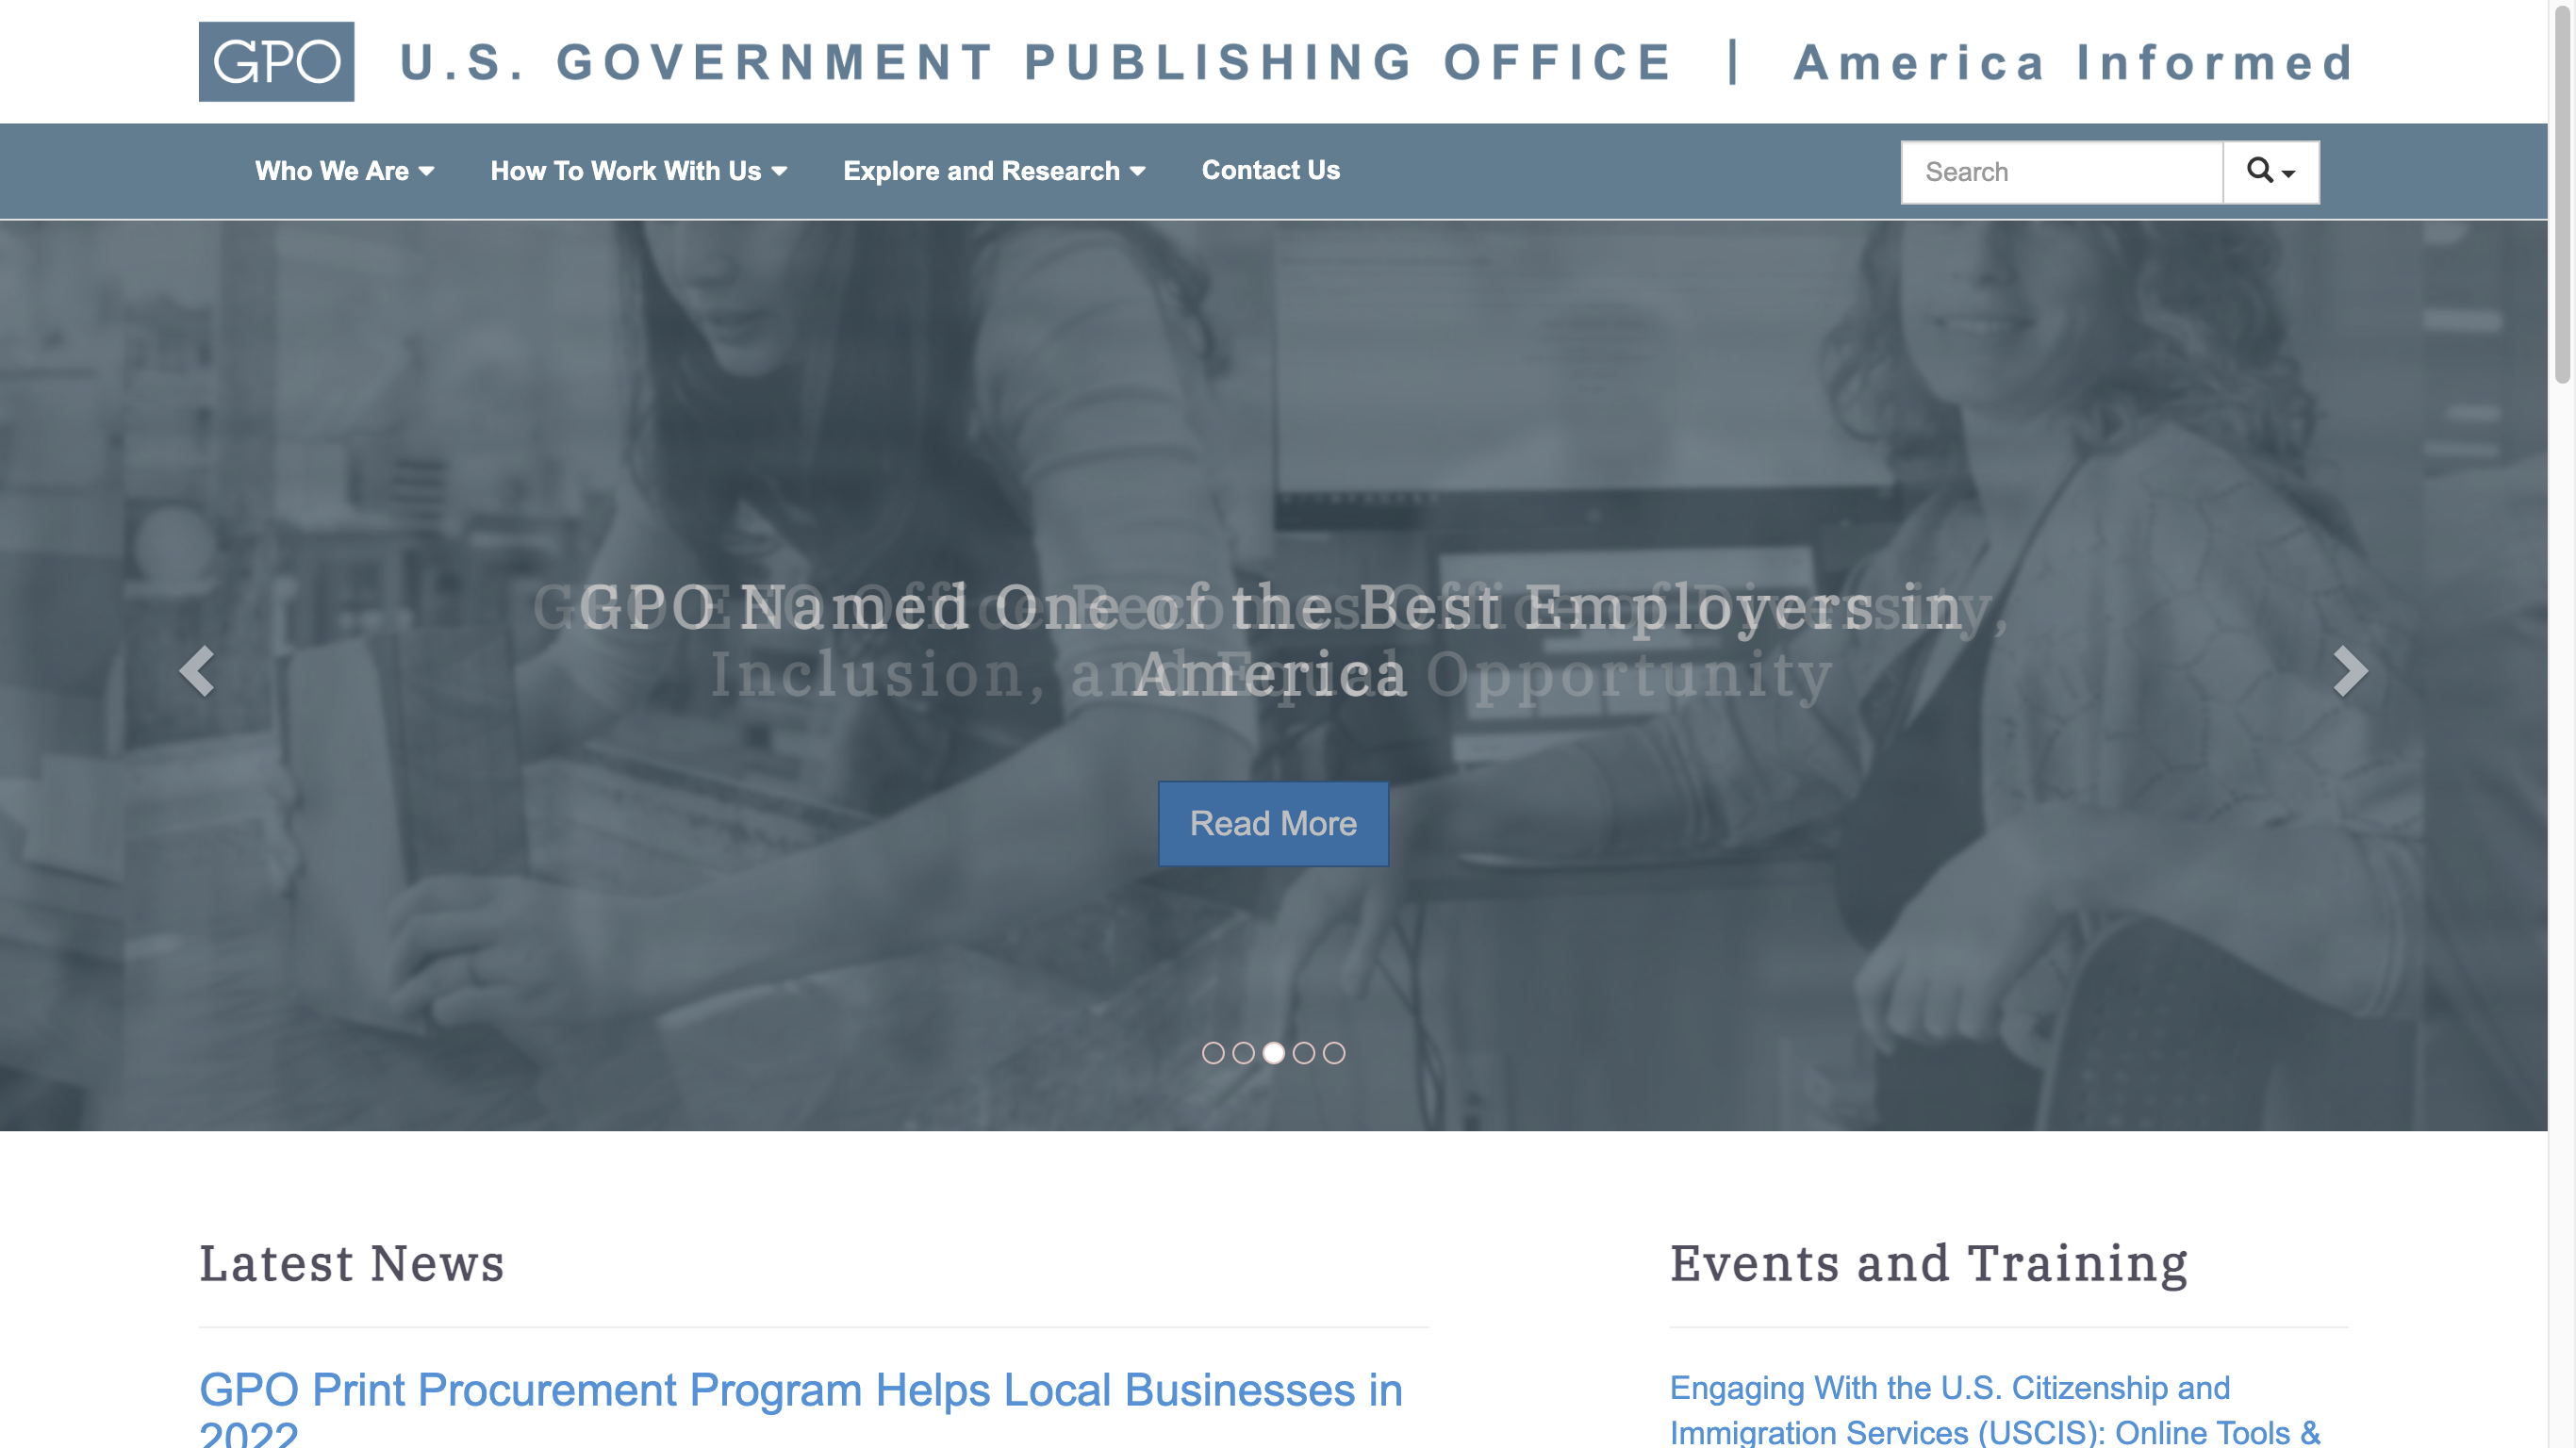 GPO U.S. GOVERNMENT PUBLISHING OFFICE | America Informed
Who We Are How To Work With Us Explore and Research Contact Us Search
GPO Named One of the Best Employers in
America
Inclusion, and Equal Opportunity
Read More
Latest News
Events and Training
GPO Print Procurement Program Helps Local Businesses in
2022
Engaging With the U.S. Citizenship and
Immigration Services (USCIS): Online Tools &